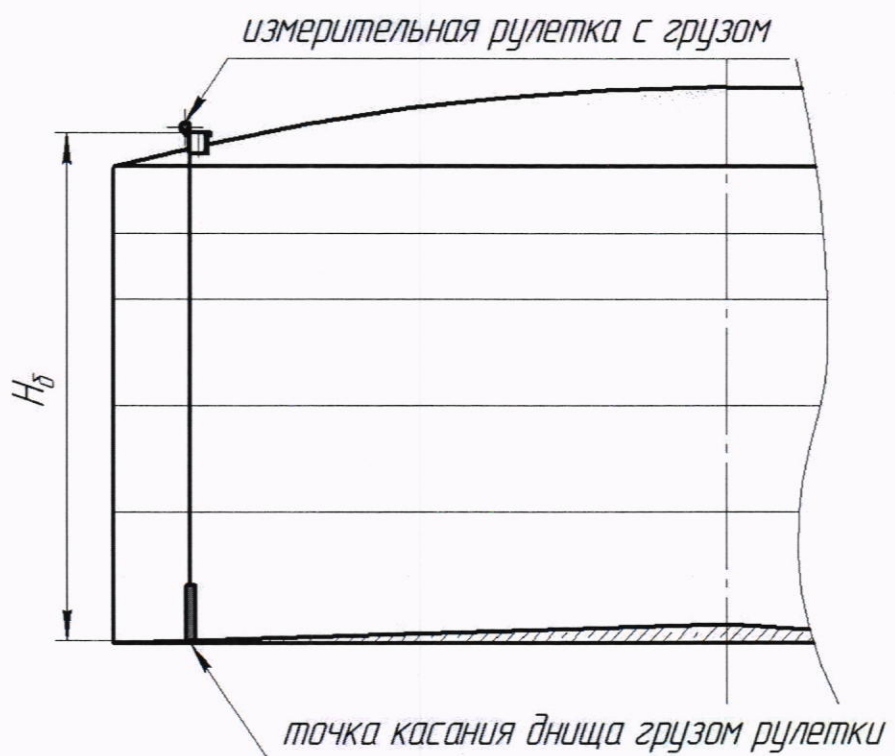 измерительная рулетка с грузом
Hб
точка касания днища грузом рулетки